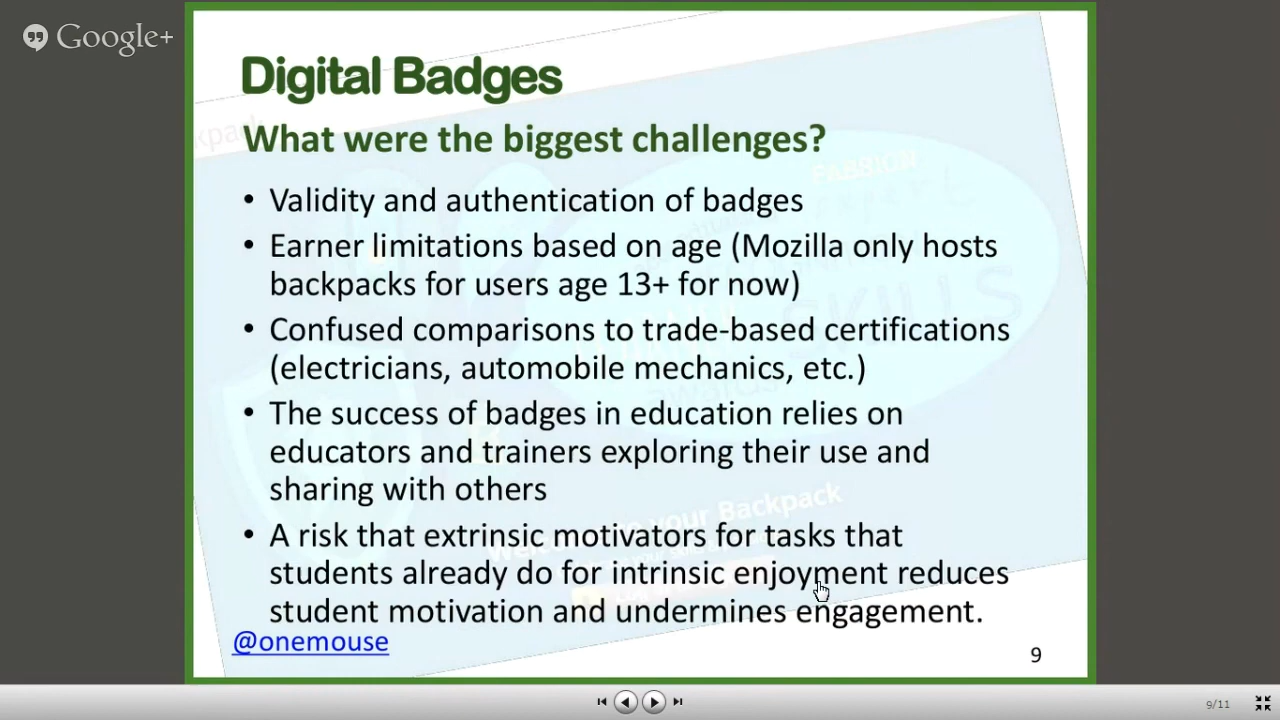 Google+
Digital Badges
What were the biggest challenges?
• Validity and authentication of badges
• Earner limitations based on age (Mozilla only hosts
backpacks for users age 13+ for now)
• Confused comparisons to trade-based certifications
(electricians, automobile mechanics, etc.)
• The success of badges in education relies on
educators and trainers exploring their use and
sharing with others
• A risk that extrinsic motivators for tasks that
students already do for intrinsic enjoyment reduces
student motivation and undermines engagement.
@onemouse
9
9/11